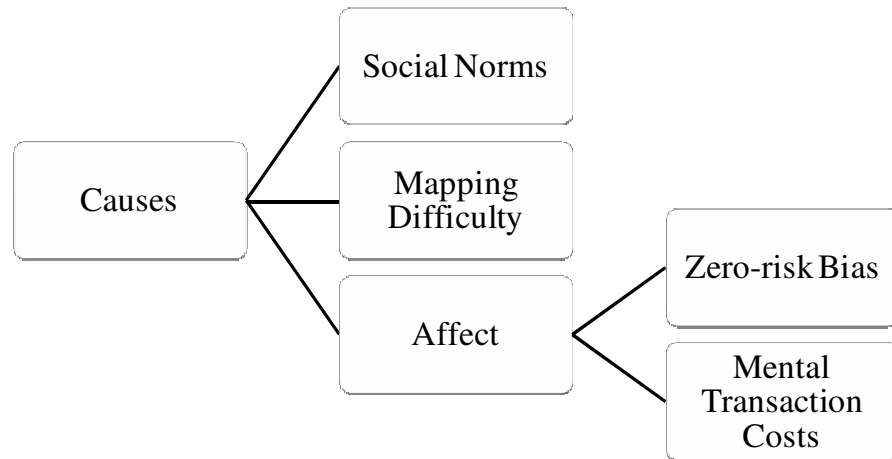 Social Norms
Causes
Mapping
Difficulty
Affect
Zero-risk Bias
Mental
Transaction
Costs